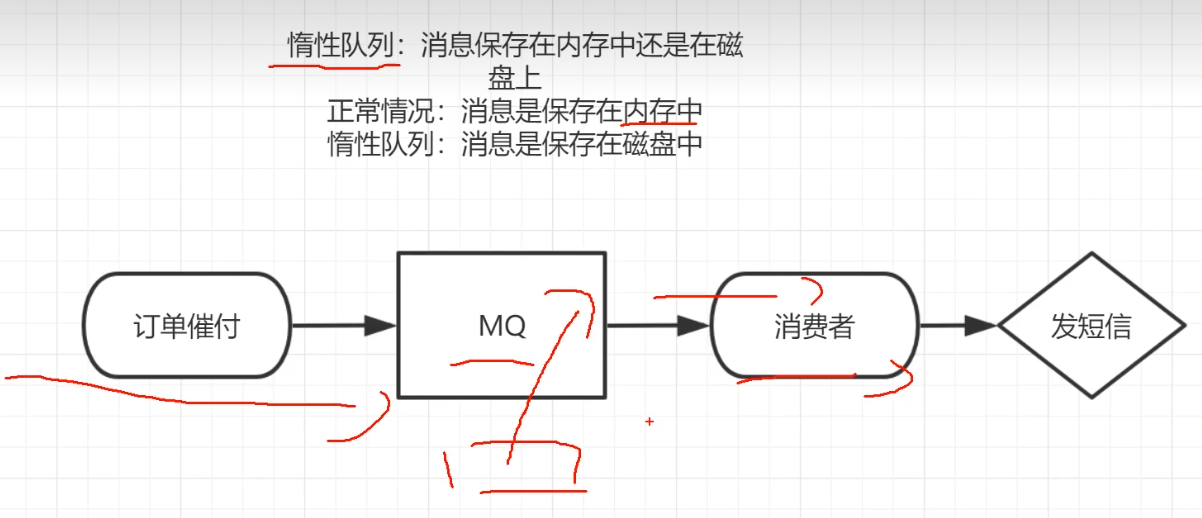 惰性队列：消息保存在内存中还是在磁
盘上
正常情况：消息是保存在内存中
惰性队列：消息是保存在磁盘中
订单催付
MQ
消费者
发短信